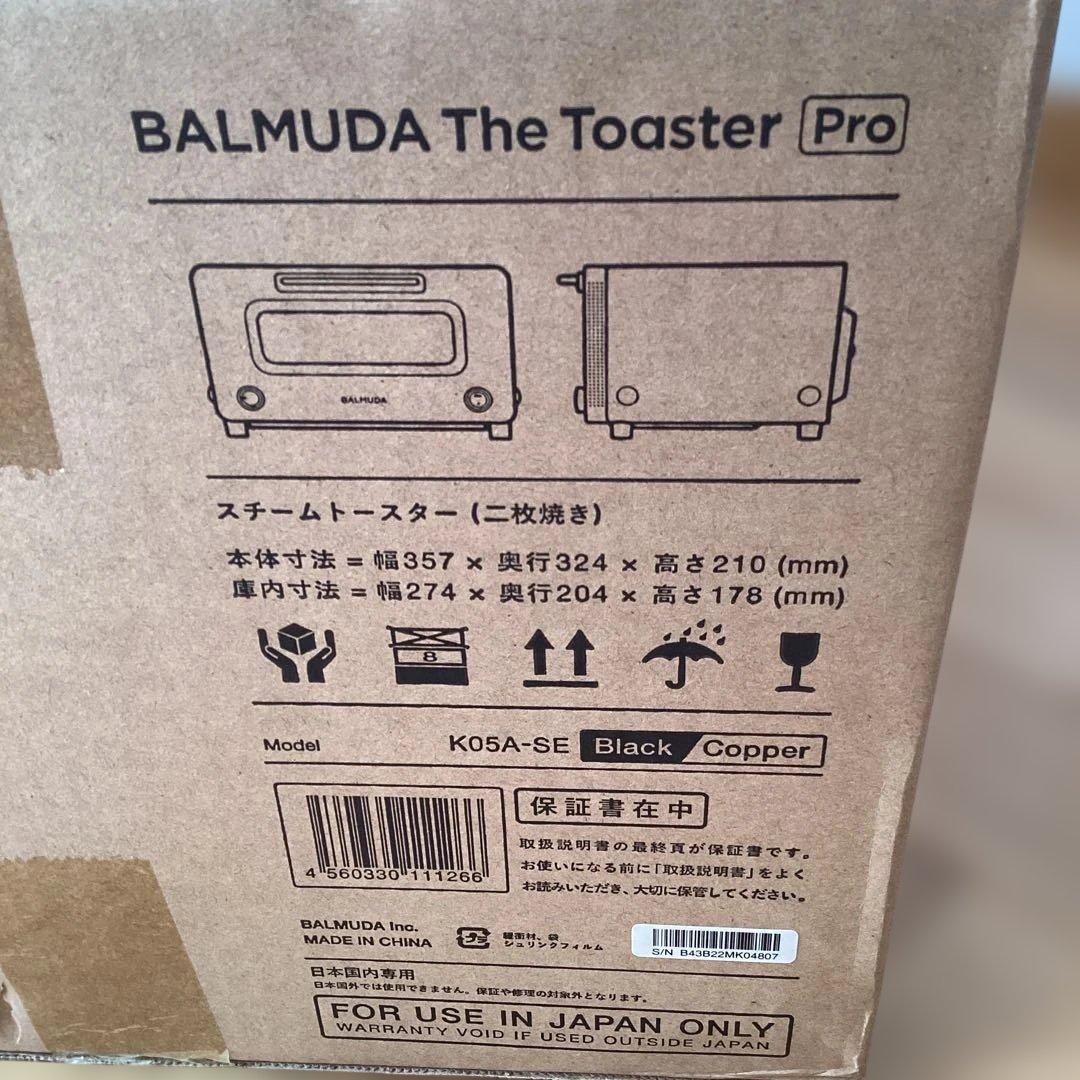 BALMUDA The Toaster Pro
BALMUDA
スチームトースター (二枚焼き)
本体寸法 = 幅357 × 奥行324 × 高さ210 (mm)
庫内寸法 = 幅274 × 奥行204 × 高さ178 (mm)
8
Model K05A-SE Black Copper
4 560330 111266
保証書在中
取扱説明書の最終頁が保証書です。
お使いになる前に「取扱説明書」をよく
お読みいただき、大切に保管してください。
BALMUDA Inc.
MADE IN CHINA
プラ
緩衝材、袋
シュリンクフィルム
S/N B43B22MK04807
日本国内専用
日本国外では使用できません。保証や修理の対象外となります。
FOR USE IN JAPAN ONLY
WARRANTY VOID IF USED OUTSIDE JAPAN